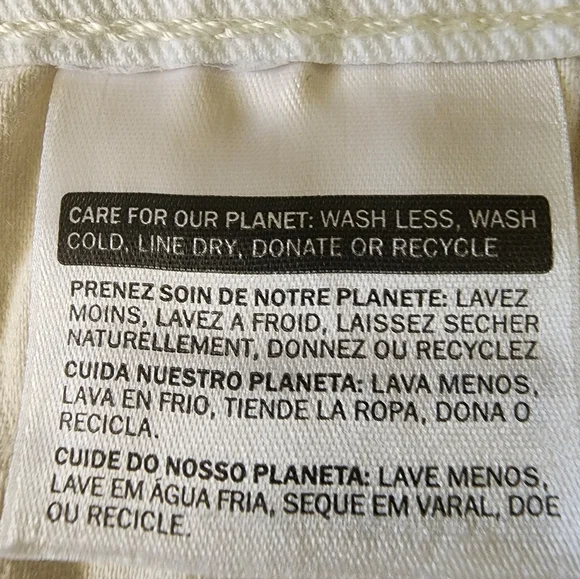 CARE FOR OUR PLANET: WASH LESS, WASH
COLD, LINE DRY, DONATE OR RECYCLE
PRENEZ SOIN DE NOTRE PLANETE: LAVEZ
MOINS, LAVEZ A FROID, LAISSEZ SECHER
NATURELLEMENT, DONNEZ OU RECYCLEZ
CUIDA NUESTRO PLANETA: LAVA MENOS,
LAVA EN FRIO, TIENDE LA ROPA, DONA O
RECICLA.
CUIDE DO NOSSO PLANETA: LAVE MENOS,
LAVE EM ÁGUA FRIA, SEQUE EM VARAL, DOE
OU RECICLE.